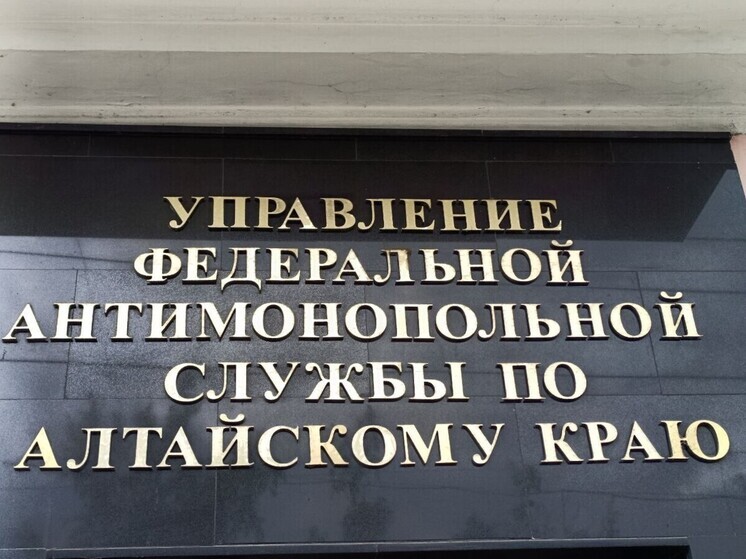 УПРАВЛЕНИЕ
ФЕДЕРАЛЬНОЙ
АНТИМОНОПОЛЬНОЙ
СЛУЖБЫ ПО
АЛТАЙСКОМУ КРАЮ